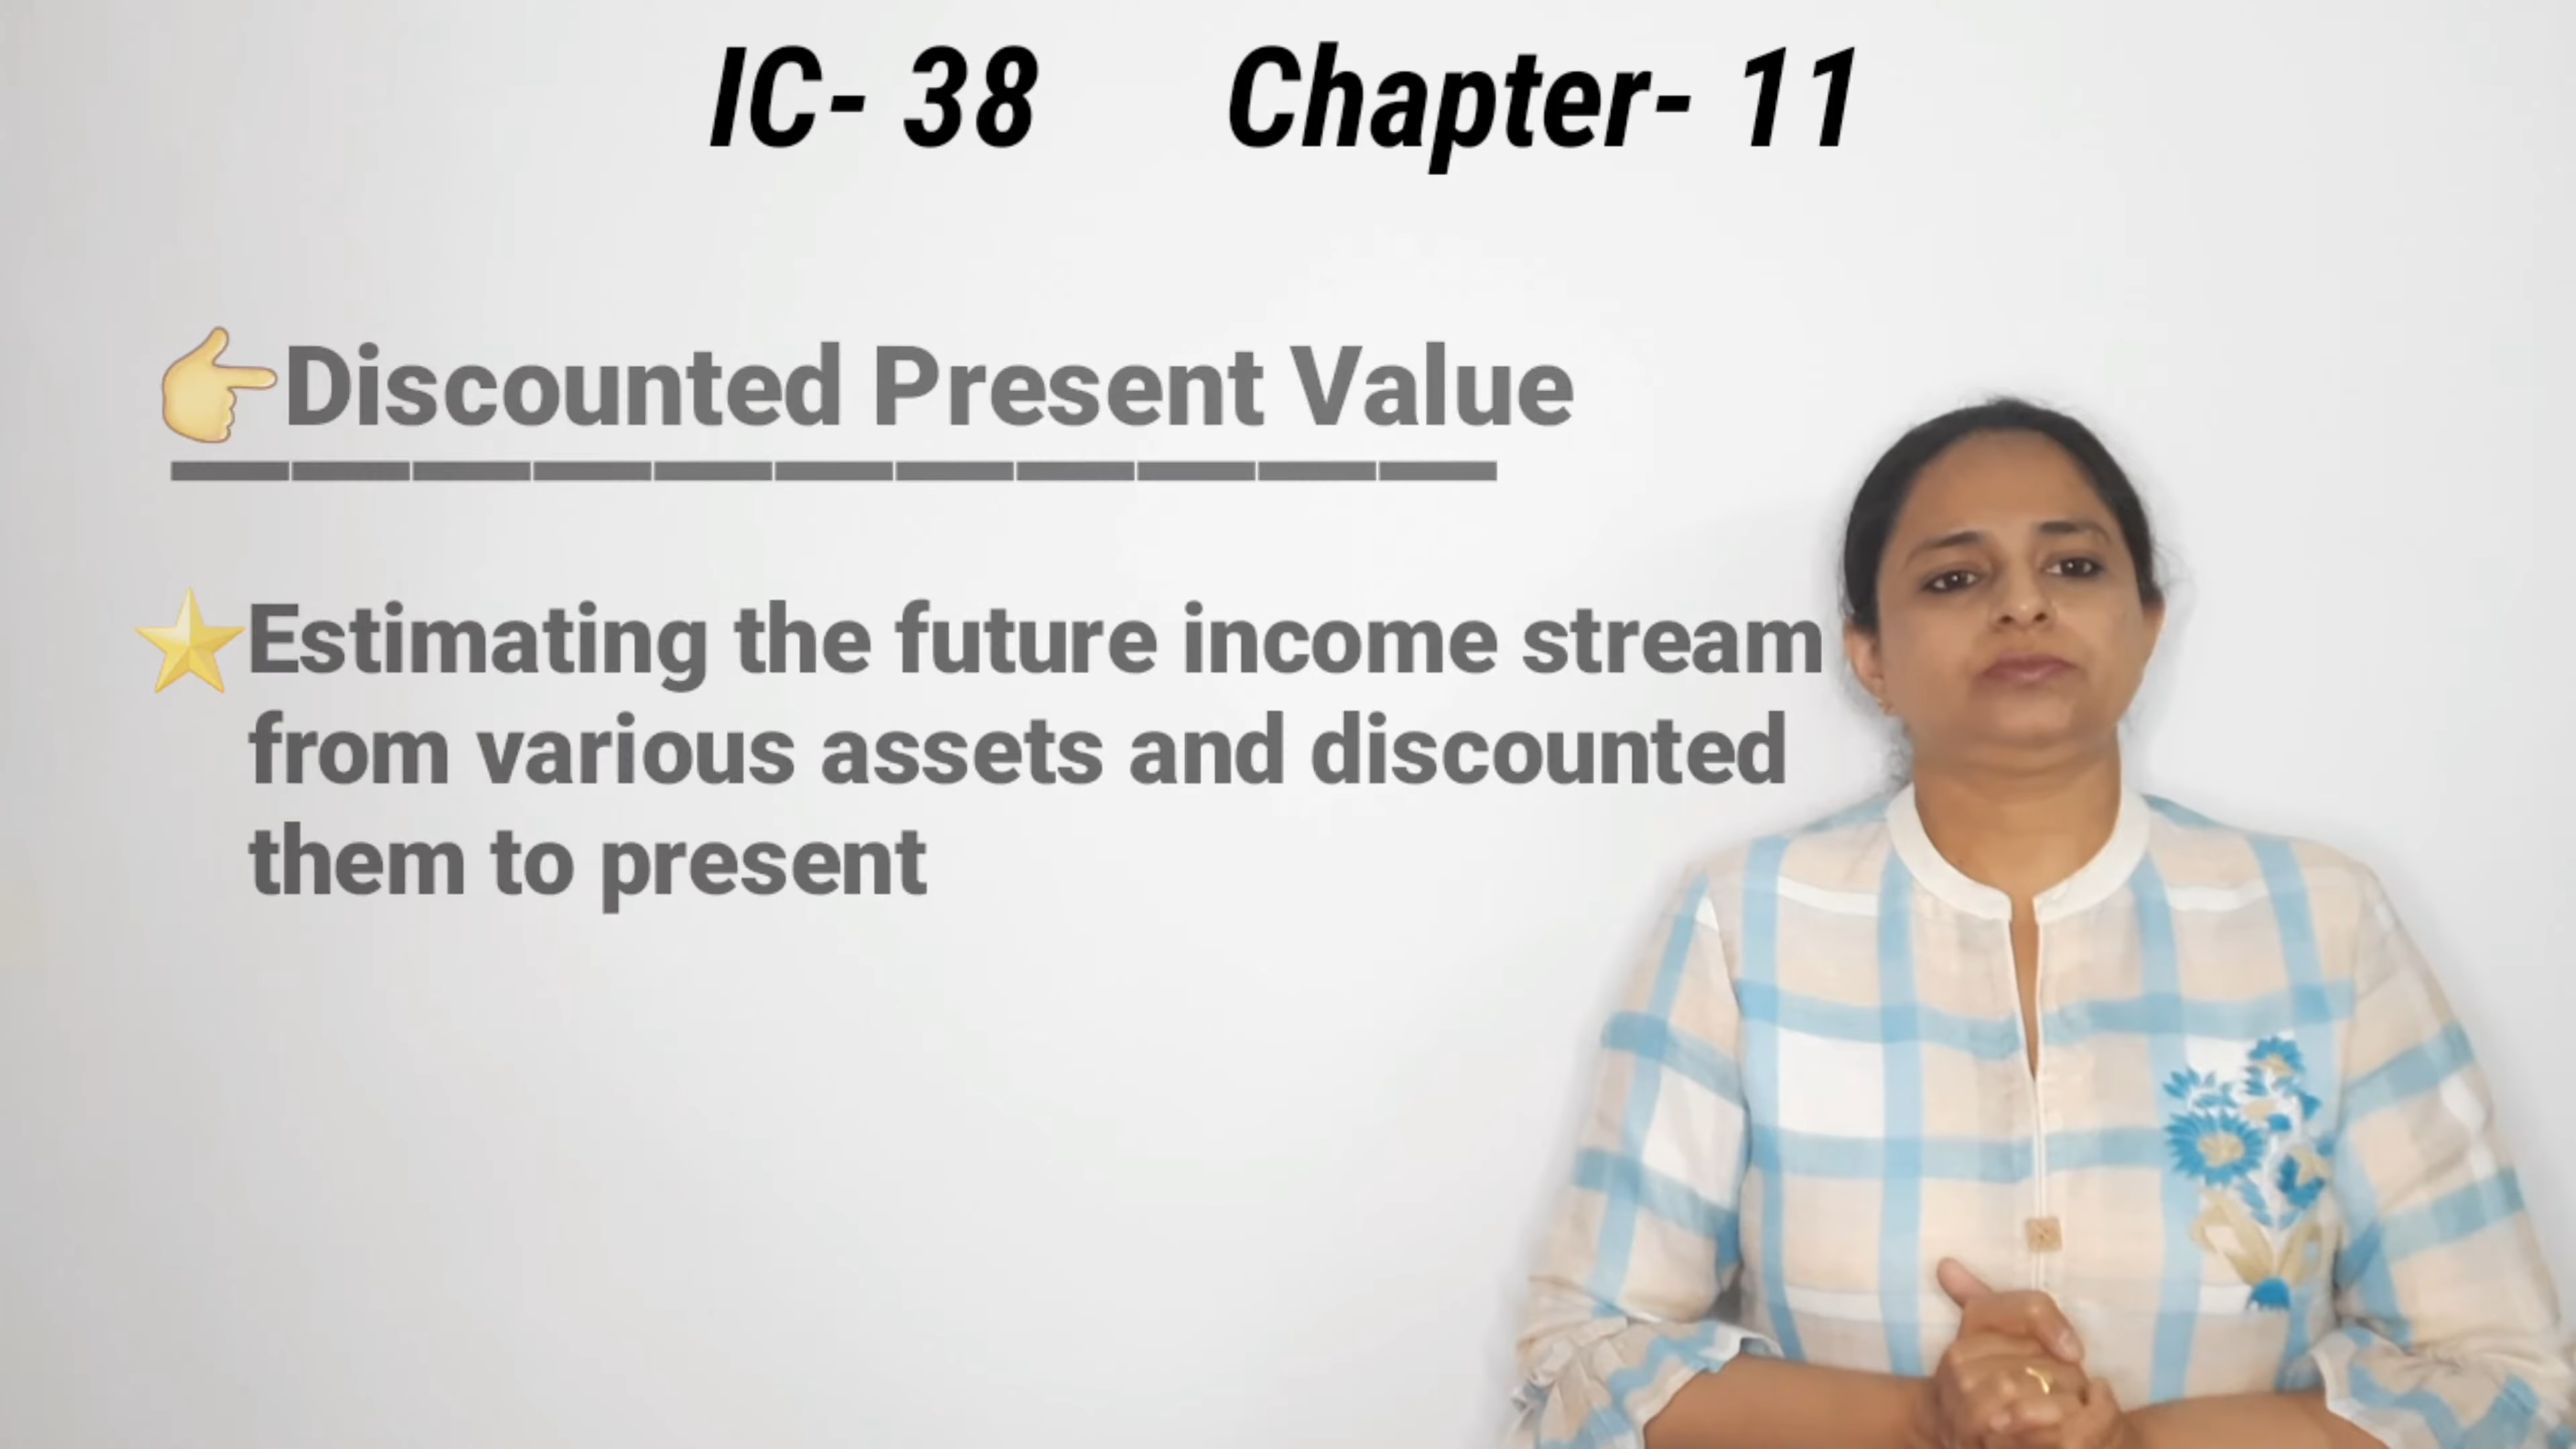 IC- 38 Chapter- 11
👉Discounted Present Value
⭐Estimating the future income stream
from various assets and discounted
them to present